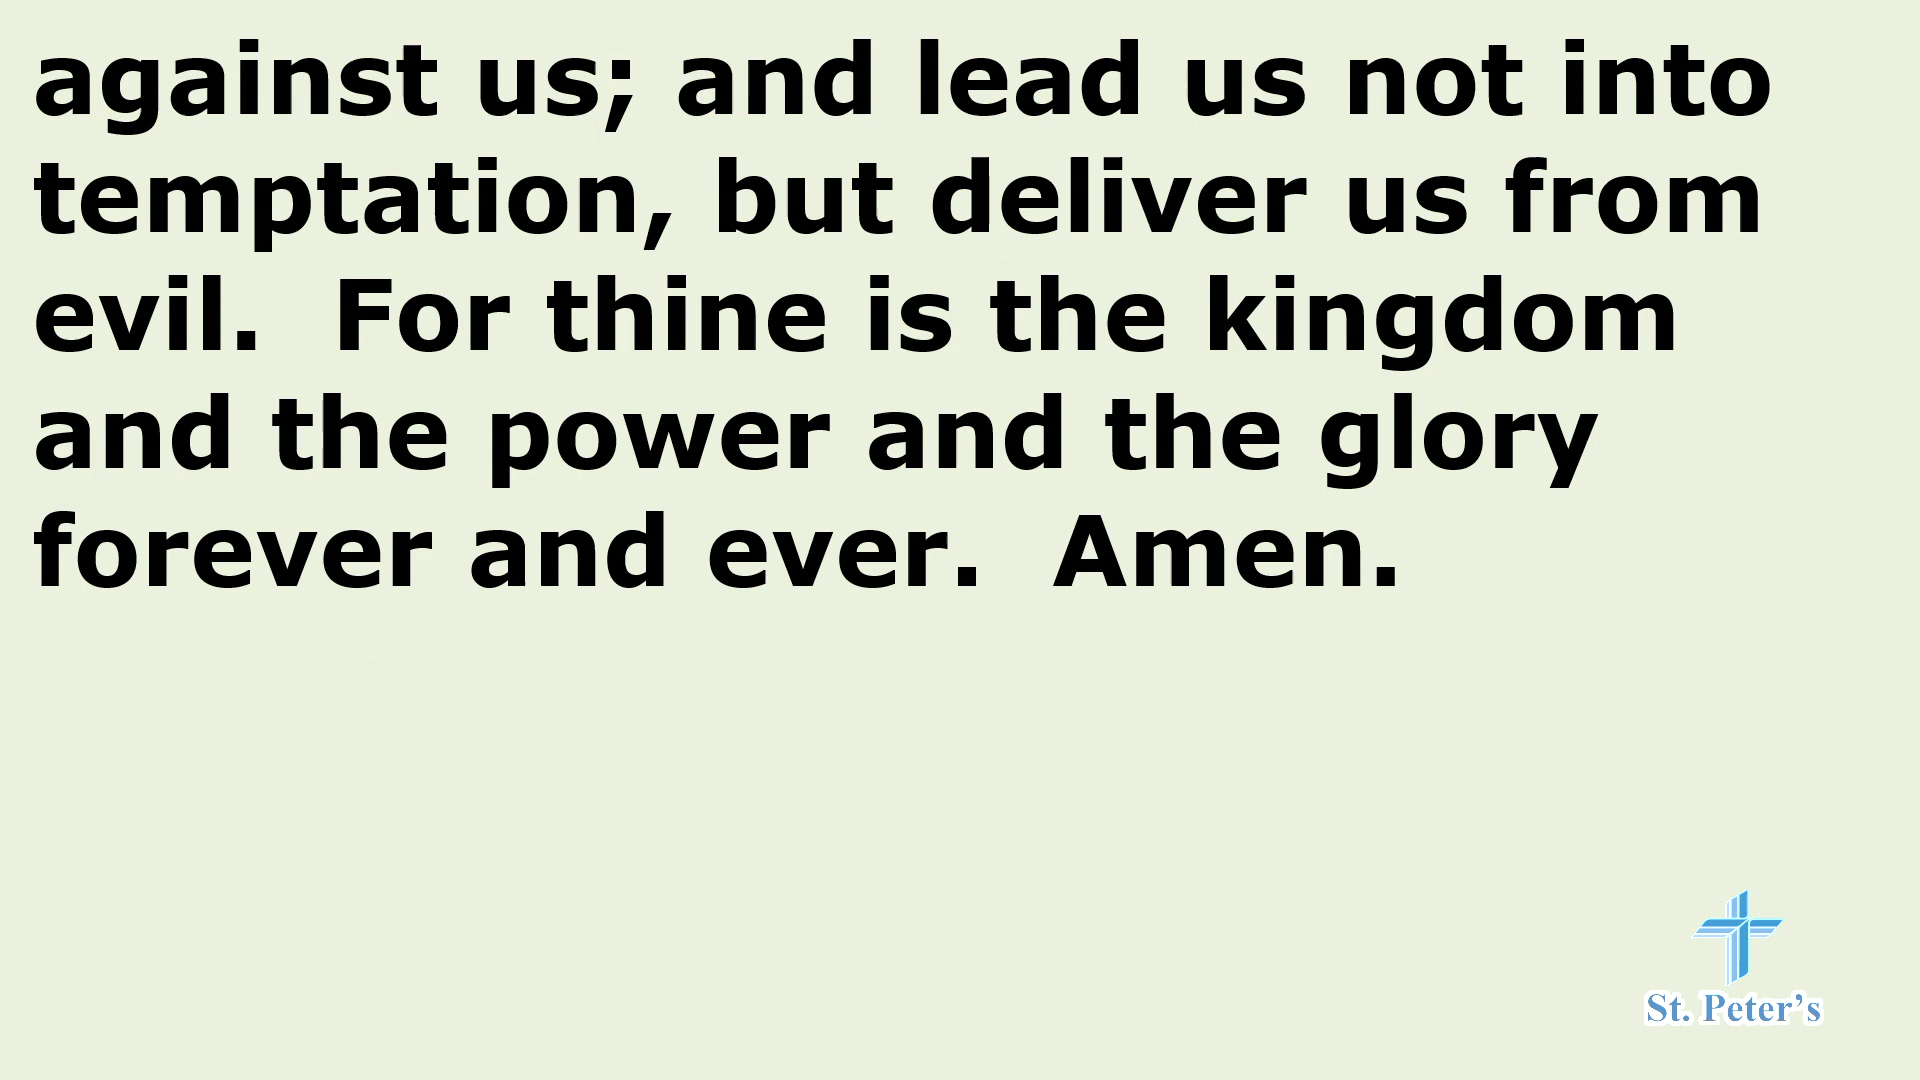 against us; and lead us not into
temptation, but deliver us from
evil.  For thine is the kingdom
and the power and the glory
forever and ever.  Amen.
St. Peter’s